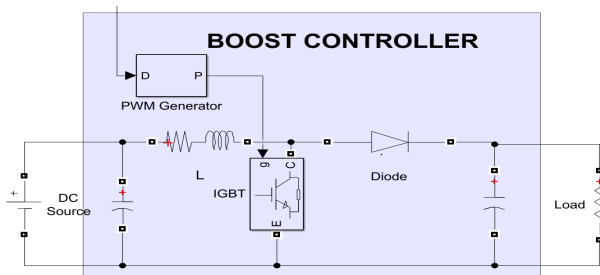 BOOST CONTROLLER
D P
PWM Generator
L
g C
IGBT
E
Diode
DC
Source
Load
+